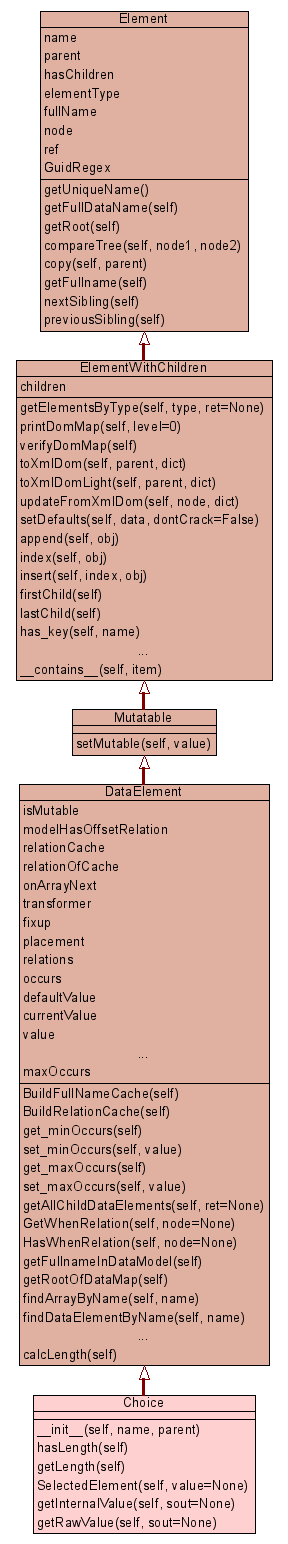 Element
name
parent
hasChildren
elementType
fullName
node
ref
GuidRegex
getUniqueName()
getFullDataName(self)
getRoot(self)
compareTree(self, node1, node2)
copy(self, parent)
getFullname(self)
nextSibling(self)
previousSibling(self)
ElementWithChildren
children
getElementsByType(self, type, ret=None)
printDomMap(self, level=0)
verifyDomMap(self)
toXmlDom(self, parent, dict)
toXmlDomLight(self, parent, dict)
updateFromXmlDom(self, node, dict)
setDefaults(self, data, dontCrack=False)
append(self, obj)
index(self, obj)
insert(self, index, obj)
firstChild(self)
lastChild(self)
has_key(self, name)
...
__contains__(self, item)
Mutatable
setMutable(self, value)
DataElement
isMutable
modelHasOffsetRelation
relationCache
relationOfCache
onArrayNext
transformer
fixup
placement
relations
occurs
defaultValue
currentValue
value
...
maxOccurs
BuildFullNameCache(self)
BuildRelationCache(self)
get_minOccurs(self)
set_minOccurs(self, value)
get_maxOccurs(self)
set_maxOccurs(self, value)
getAllChildDataElements(self, ret=None)
GetWhenRelation(self, node=None)
HasWhenRelation(self, node=None)
getFullnameInDataModel(self)
getRootOfDataMap(self)
findArrayByName(self, name)
findDataElementByName(self, name)
...
calcLength(self)
Choice
__init__(self, name, parent)
hasLength(self)
getLength(self)
SelectedElement(self, value=None)
getInternalValue(self, sout=None)
getRawValue(self, sout=None)